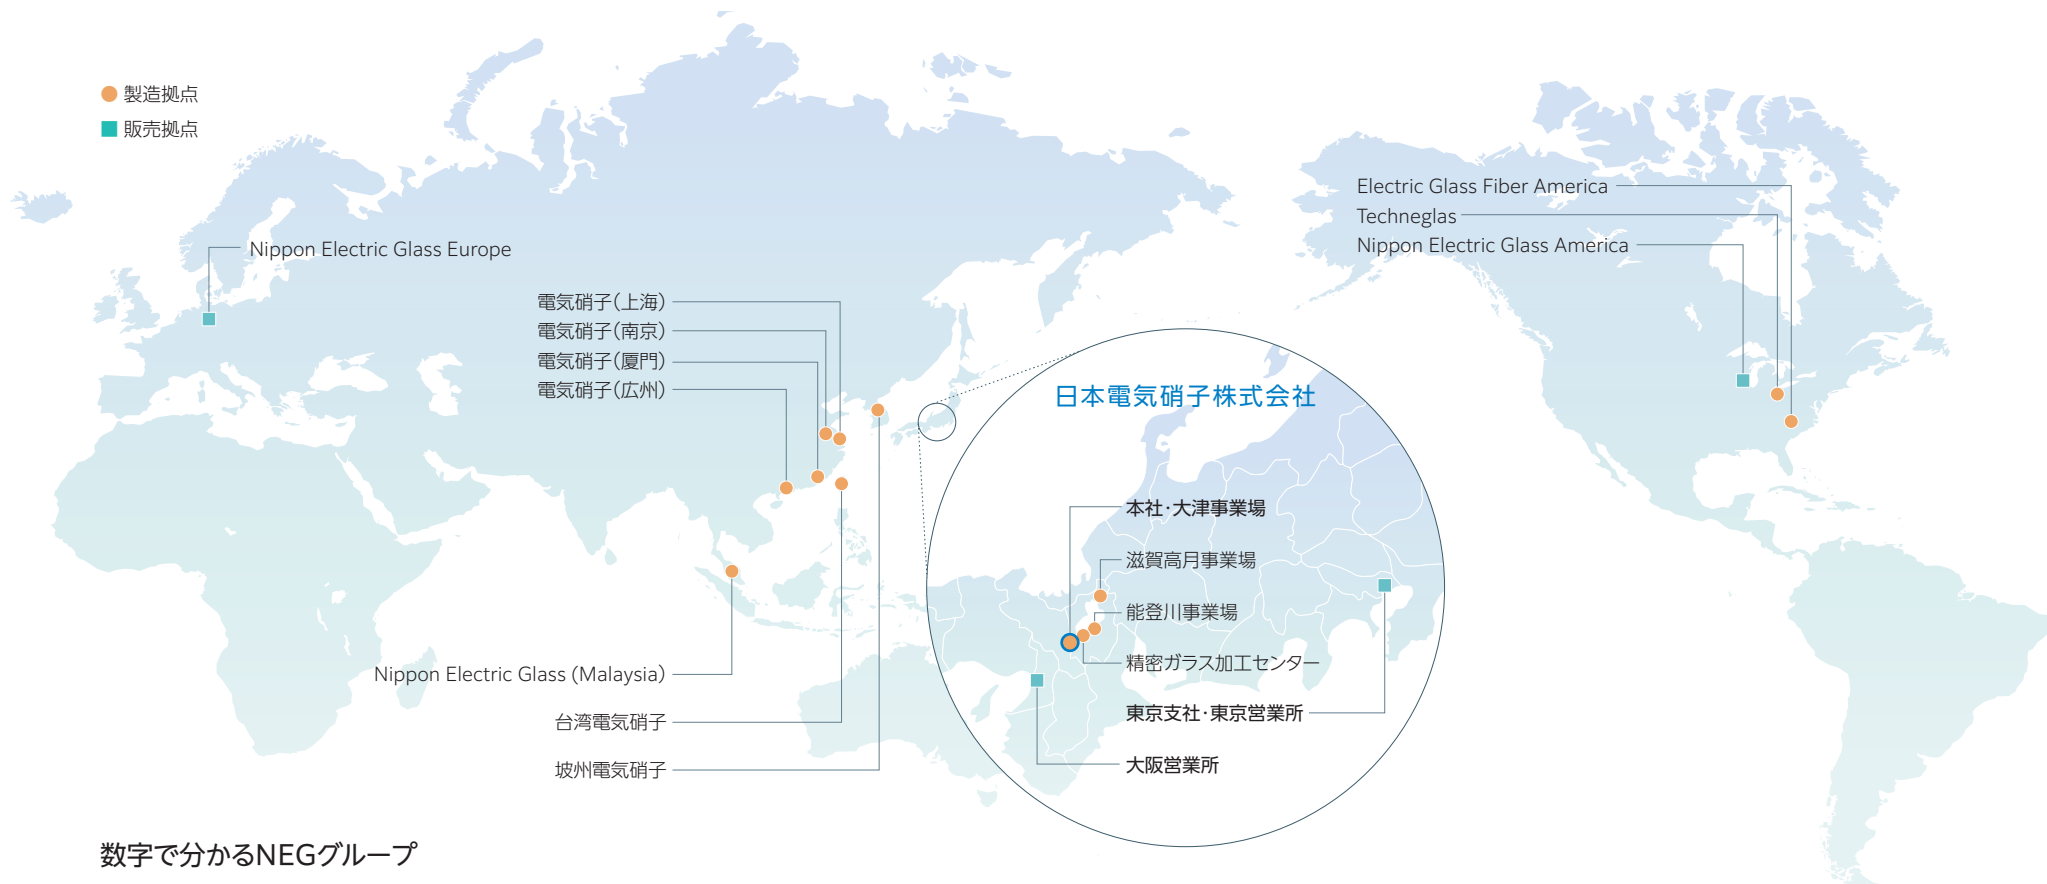 製造拠点
販売拠点
Nippon Electric Glass Europe
電気硝子(上海)
電気硝子(南京)
電気硝子(厦門)
電気硝子(広州)
Nippon Electric Glass (Malaysia)
台湾電気硝子
坡州電気硝子
日本電気硝子株式会社
本社・大津事業場
滋賀高月事業場
能登川事業場
精密ガラス加工センター
東京支社・東京営業所
大阪営業所
Electric Glass Fiber America
Techneglas
Nippon Electric Glass America
数字で分かるNEGグループ